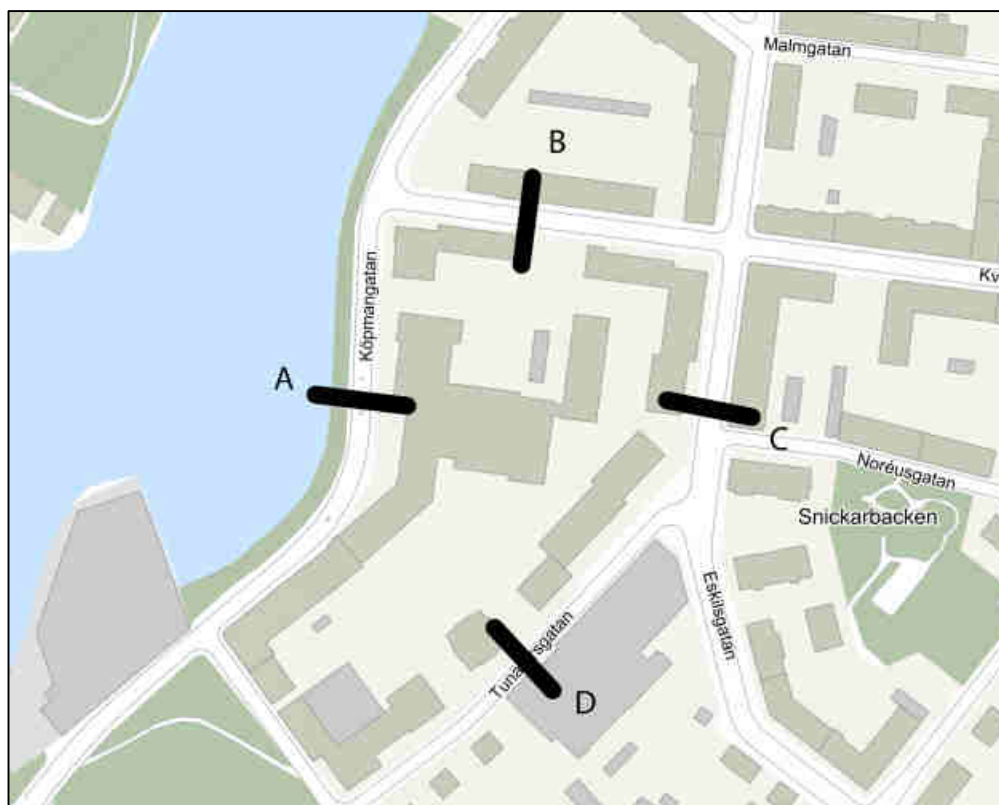 Malmgatan
B
Köpmangatan
Kv
A
C
Noréusgatan
Snickarbacken
Eskilsgatan
D